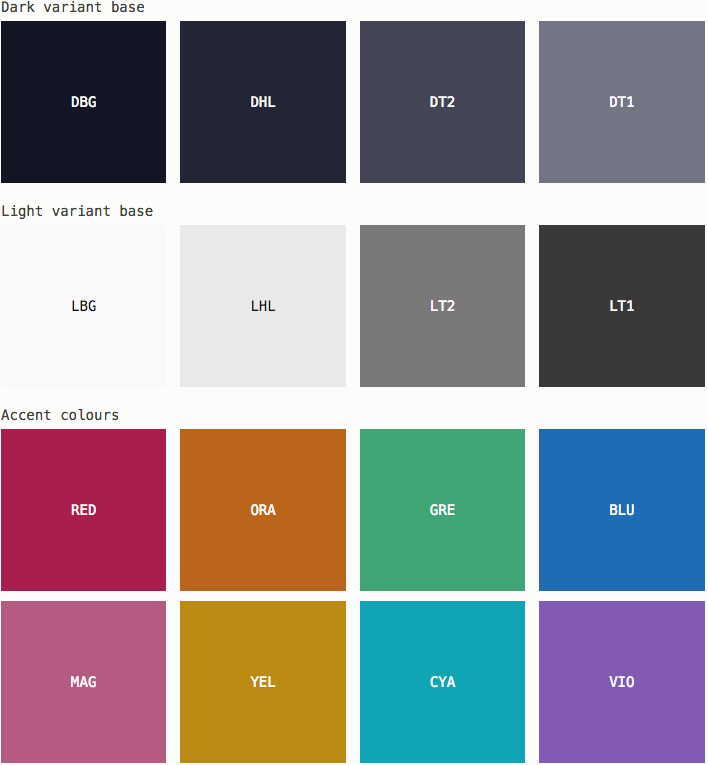 Dark variant base
DBG DHL DT2 DT1
Light variant base
LBG LHL LT2 LT1
Accent colours
RED ORA GRE BLU
MAG YEL CYA VIO